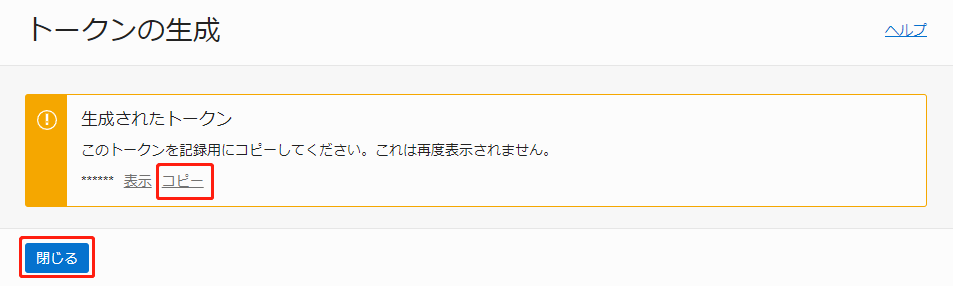 トークンの生成
ヘルプ
生成されたトークン
このトークンを記録用にコピーしてください。これは再度表示されません。
****** 表示 コピー
閉じる